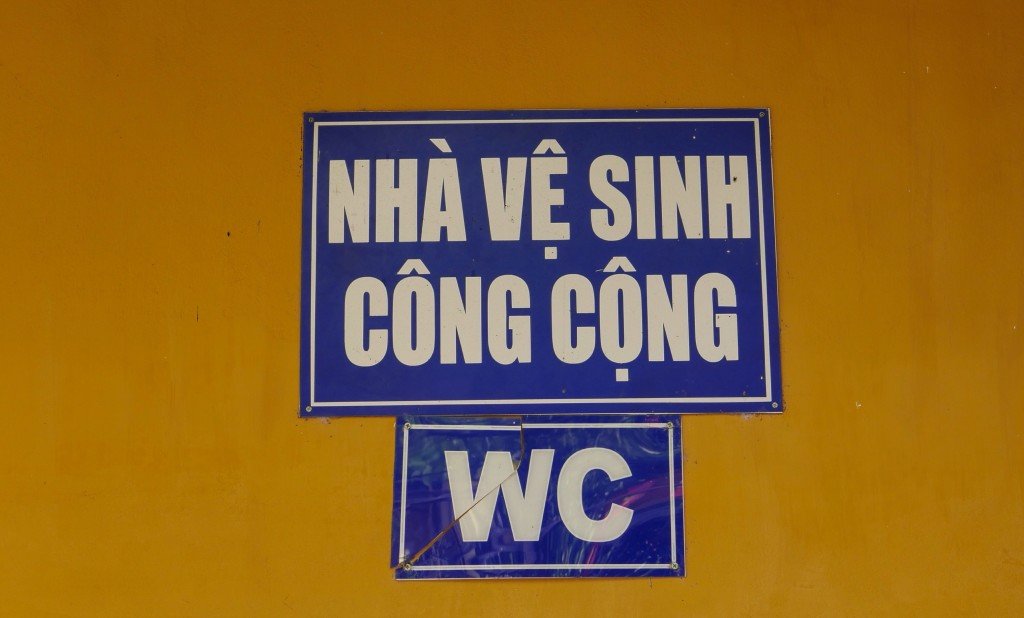 NHÀ VỆ SINH
CÔNG CỘNG
WC